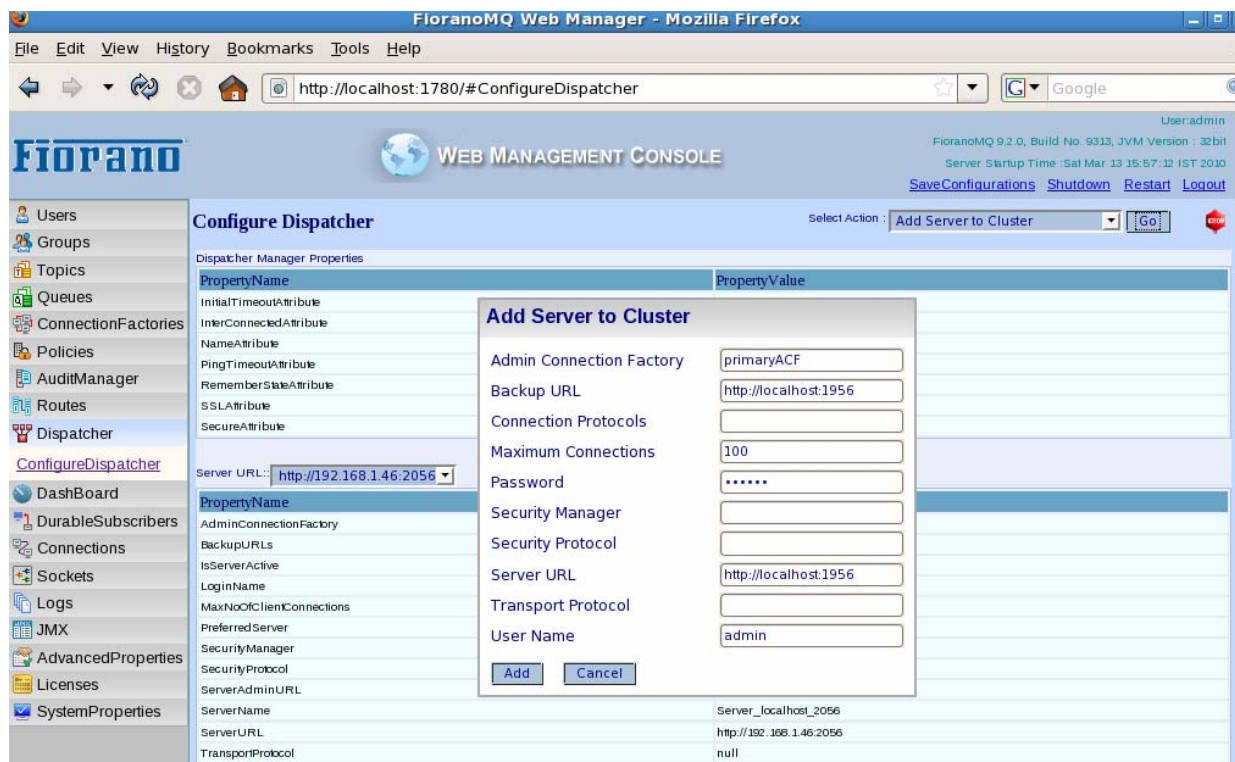 FioranoMQ Web Manager - Mozilla Firefox
File Edit View History Bookmarks Tools Help
http://localhost:1780/#ConfigureDispatcher
G Google
User:admin
Fiorano
WEB MANAGEMENT CONSOLE
FioranoMQ 9.2.0, Build No. 9313, JVM Version : 32bit
Server Startup Time :Sat Mar 13 15:57:12 IST 2010
SaveConfigurations Shutdown Restart Logout
Users
Groups
Topics
Queues
ConnectionFactories
Policies
AuditManager
Routes
Dispatcher
ConfigureDispatcher
DashBoard
DurableSubscribers
Connections
Sockets
Logs
JMX
AdvancedProperties
Licenses
SystemProperties
Configure Dispatcher
Select Action : Add Server to Cluster Go STOP
Dispatcher Manager Properties
PropertyName PropertyValue
InitialTimeoutAttribute
InterConnectedAttribute
NameAttribute
PingTimeoutAttribute
RememberStateAttribute
SSLAttribute
SecureAttribute
Server URL:: http://192.168.1.46:2056
PropertyName
AdminConnectionFactory
BackupURLs
IsServerActive
LoginName
MaxNoOfClientConnections
PreferredServer
SecurityManager
SecurityProtocol
ServerAdminURL
ServerName Server_localhost_2056
ServerURL http://192.168.1.46:2056
TransportProtocol null
Add Server to Cluster
Admin Connection Factory primaryACF
Backup URL http://localhost:1956
Connection Protocols
Maximum Connections 100
Password ••••••
Security Manager
Security Protocol
Server URL http://localhost:1956
Transport Protocol
User Name admin
Add Cancel